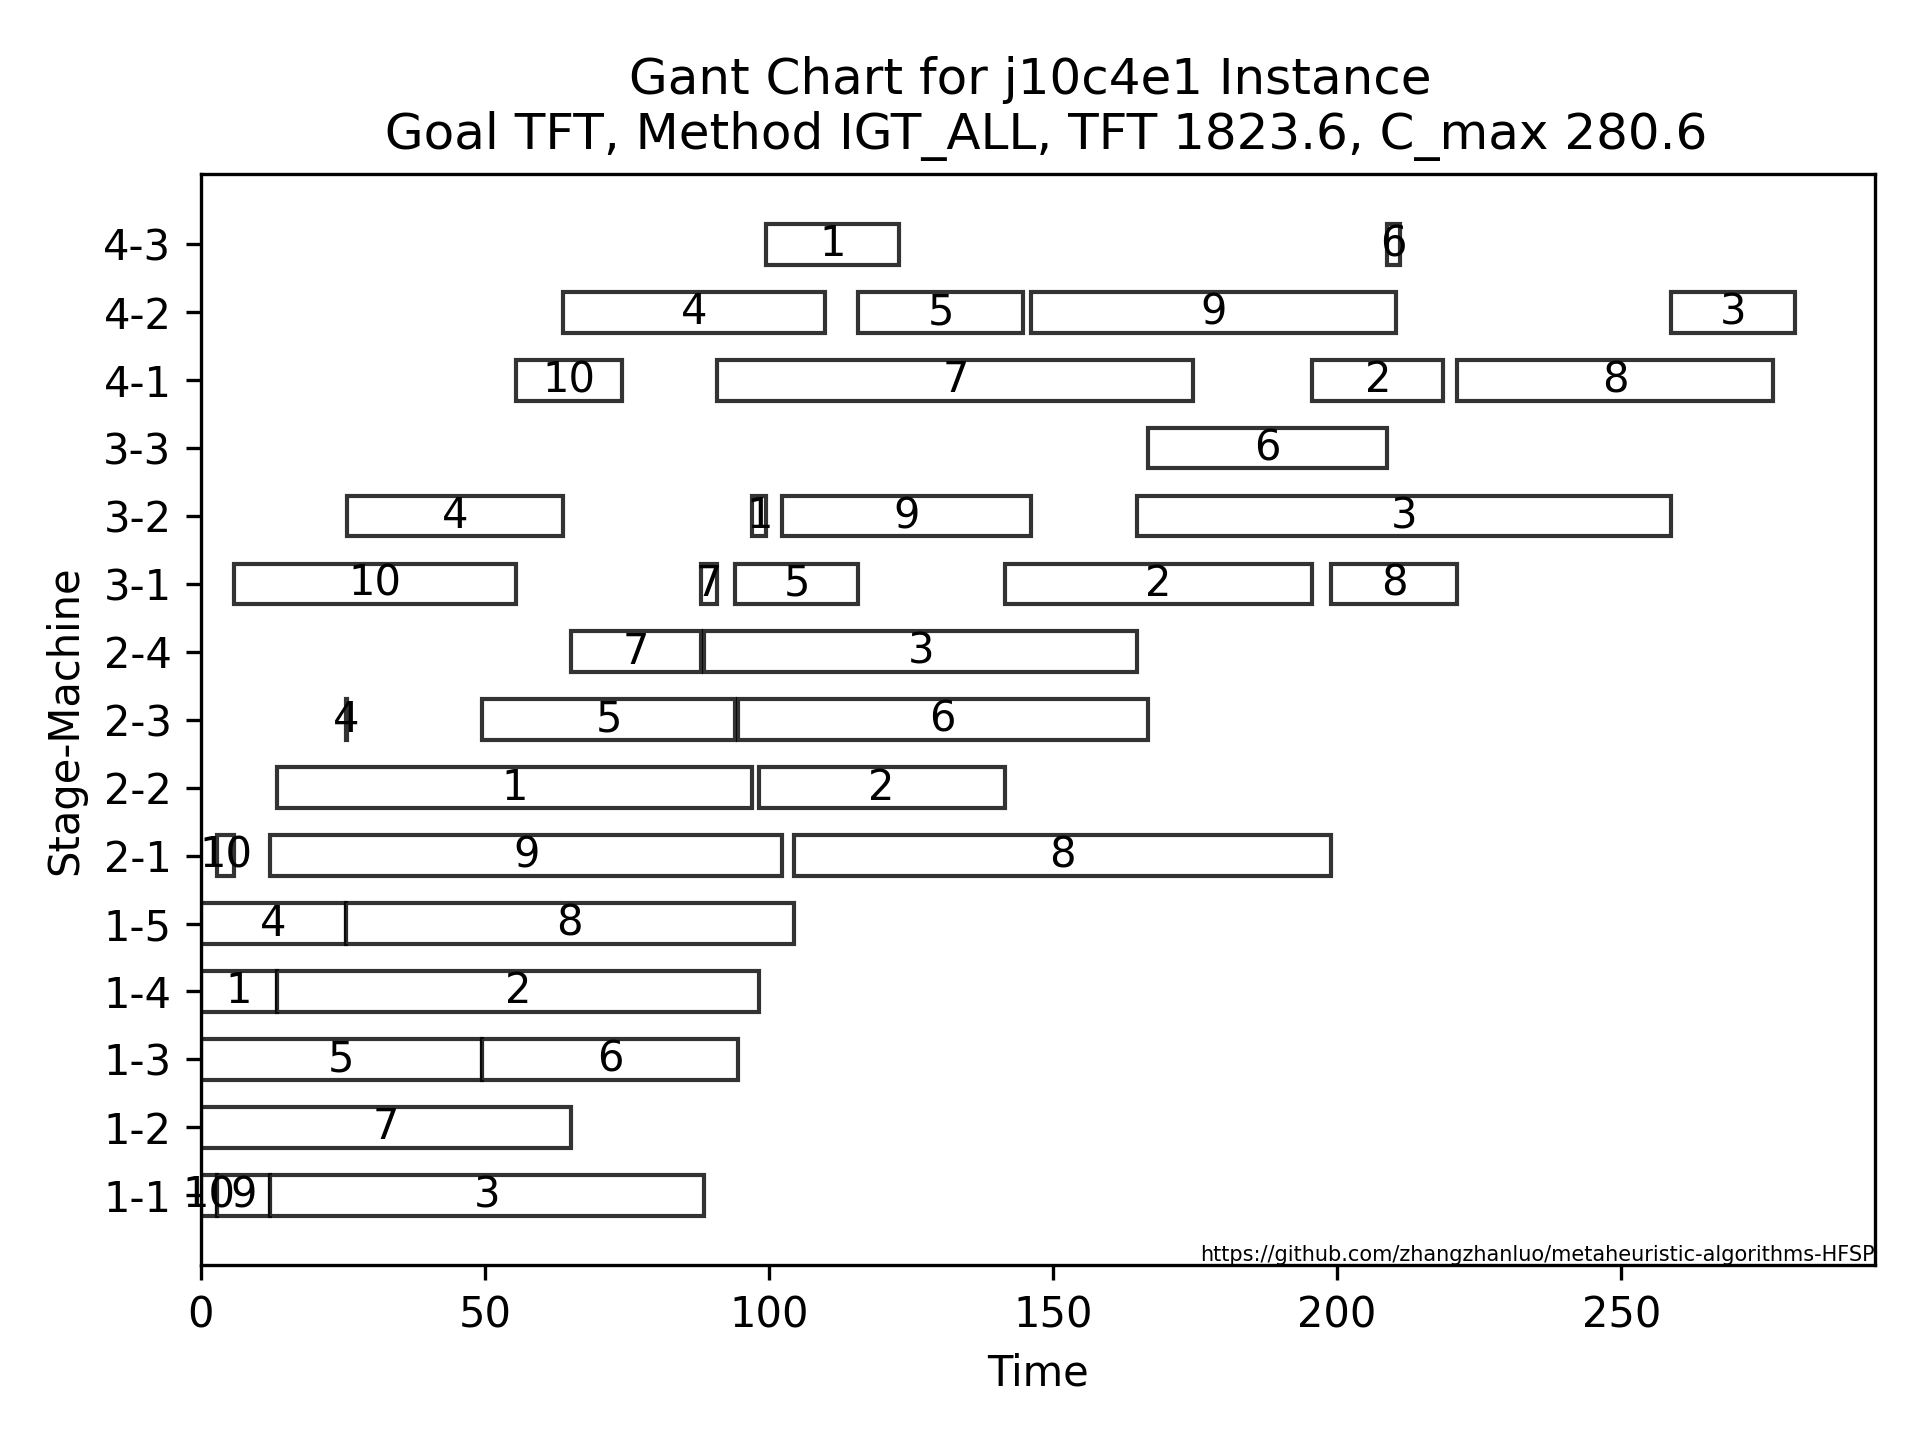 Gant Chart for j10c4e1 Instance
Goal TFT, Method IGT_ALL, TFT 1823.6, C_max 280.6
Stage-Machine
4-3 1 6
4-2 4 5 9 3
4-1 10 7 2 8
3-3 6
3-2 4 1 9 3
3-1 10 7 5 2 8
2-4 7 3
2-3 4 5 6
2-2 1 2
2-1 10 9 8
1-5 4 8
1-4 1 2
1-3 5 6
1-2 7
1-1 10 9 3
https://github.com/zhangzhanluo/metaheuristic-algorithms-HFSP
0 50 100 150 200 250
Time